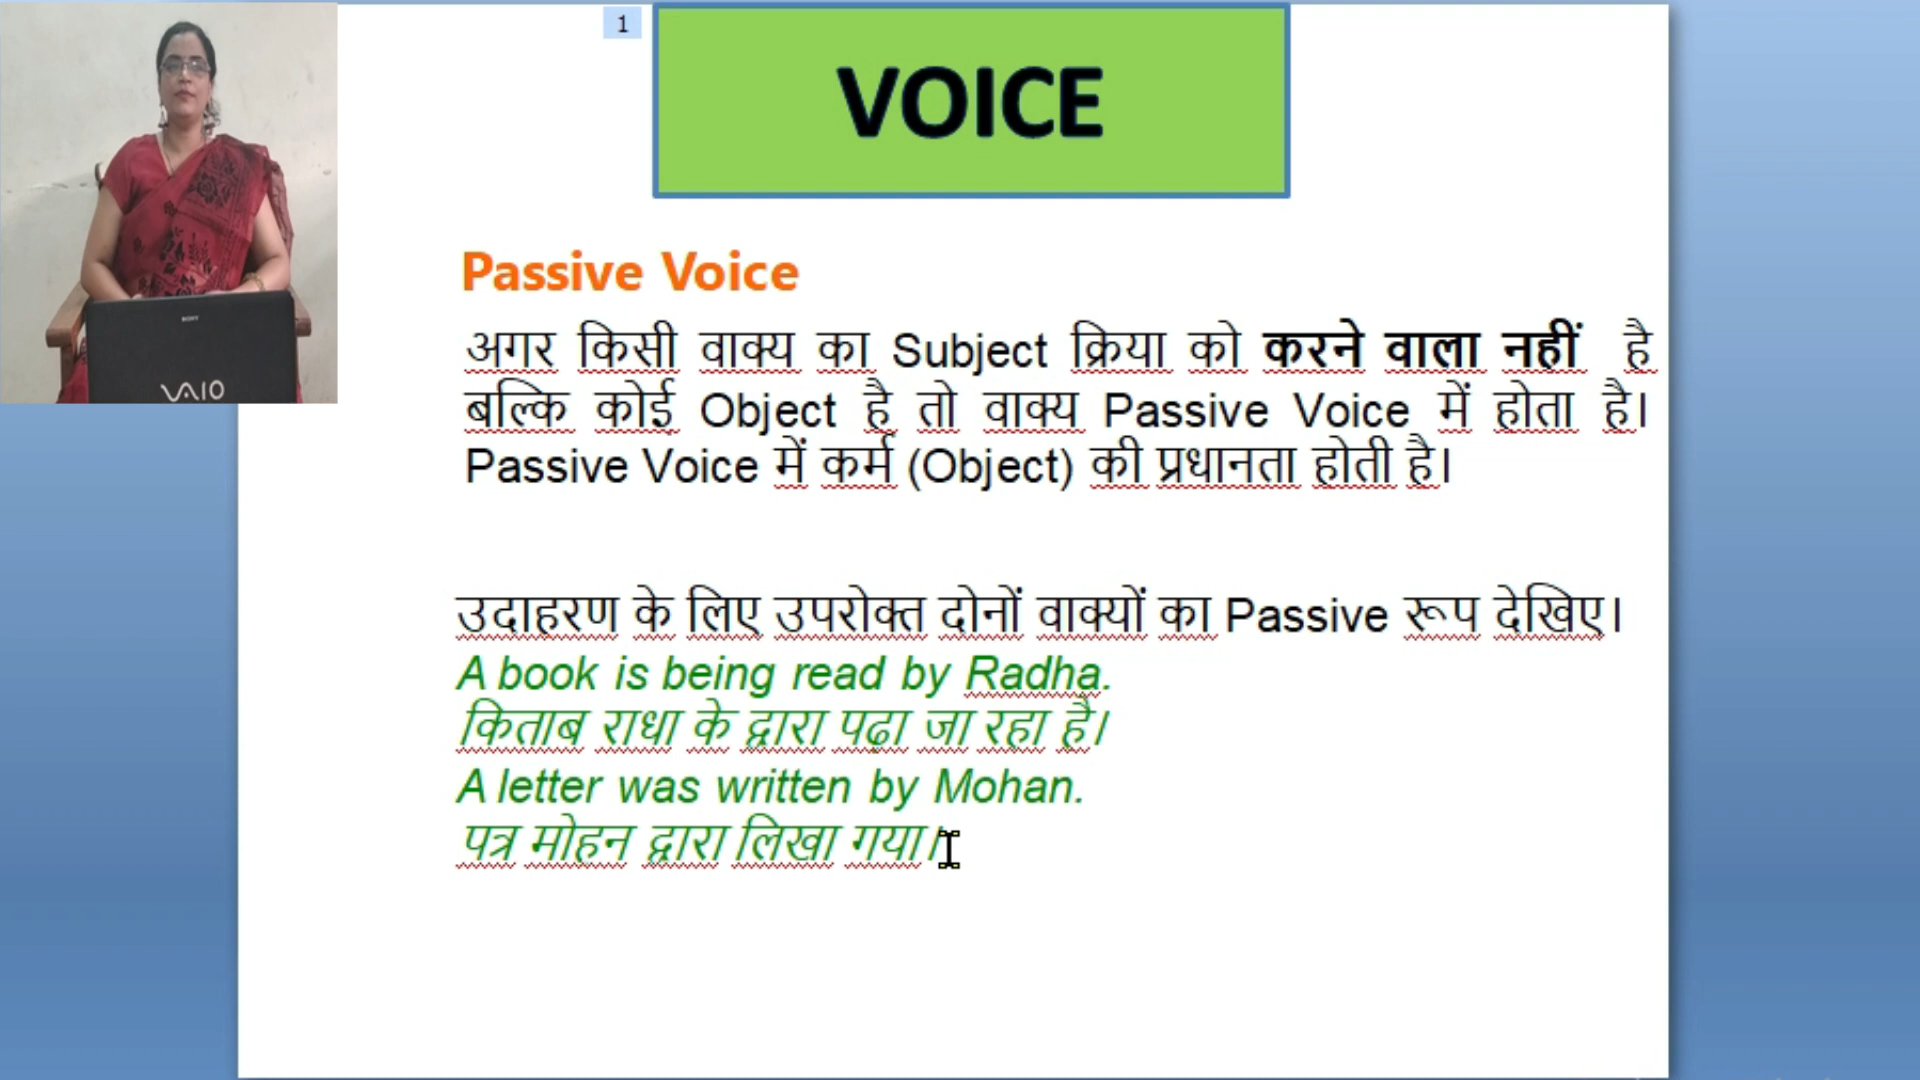 1
VOICE
SONY
VAIO
Passive Voice
अगर किसी वाक्य का Subject क्रिया को करने वाला नहीं है
बल्कि कोई Object है तो वाक्य Passive Voice में होता है।
Passive Voice में कर्म (Object) की प्रधानता होती है।
उदाहरण के लिए उपरोक्त दोनों वाक्यों का Passive रूप देखिए।
A book is being read by Radha.
किताब राधा के द्वारा पढ़ा जा रहा है।
A letter was written by Mohan.
पत्र मोहन द्वारा लिखा गया।